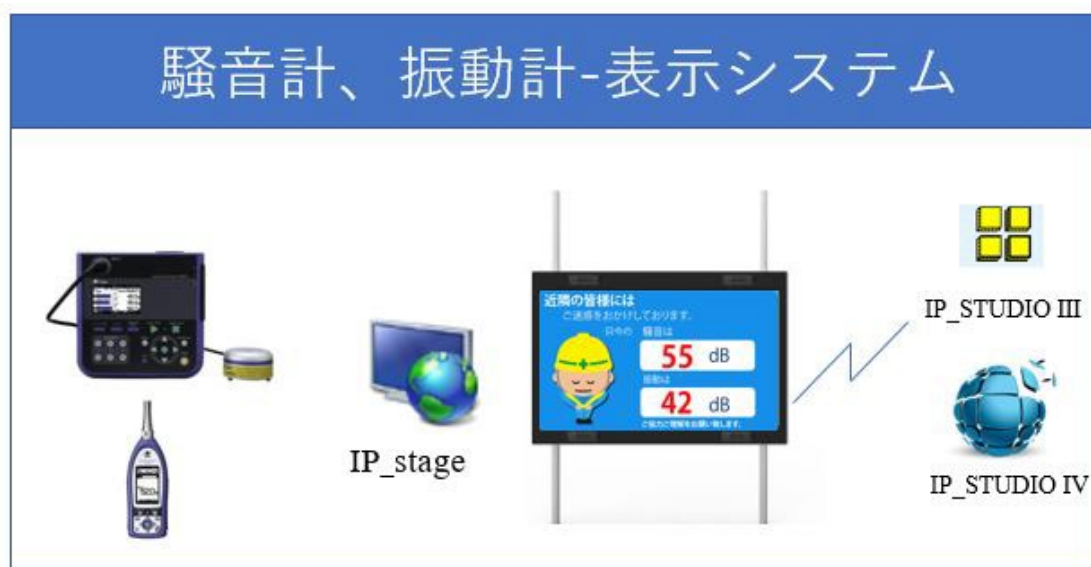 騒音計、振動計-表示システム
近隣の皆様には
ご迷惑をおかけしております。
只今の 騒音は
55 dB
振動は
42 dB
ご協力ご理解をお願い致します。
IP_stage
IP_STUDIO III
IP_STUDIO IV